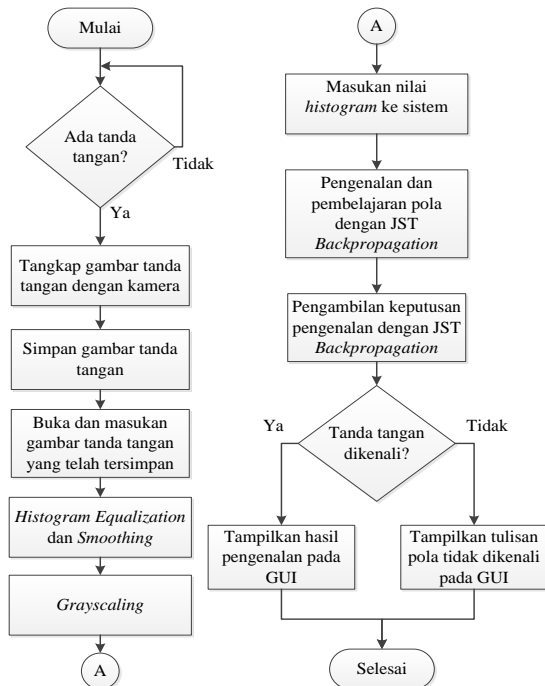 Mulai
Ada tanda
tangan?
Tidak
Ya
Tangkap gambar tanda
tangan dengan kamera
Simpan gambar tanda
tangan
Buka dan masukan
gambar tanda tangan
yang telah tersimpan
Histogram Equalization
dan Smoothing
Grayscaling
A
A
Masukan nilai
histogram ke sistem
Pengenalan dan
pembelajaran pola
dengan JST
Backpropagation
Pengambilan keputusan
pengenalan dengan JST
Backpropagation
Ya
Tanda tangan
dikenali?
Tidak
Tampilkan hasil
pengenalan pada
GUI
Tampilkan tulisan
pola tidak dikenali
pada GUI
Selesai